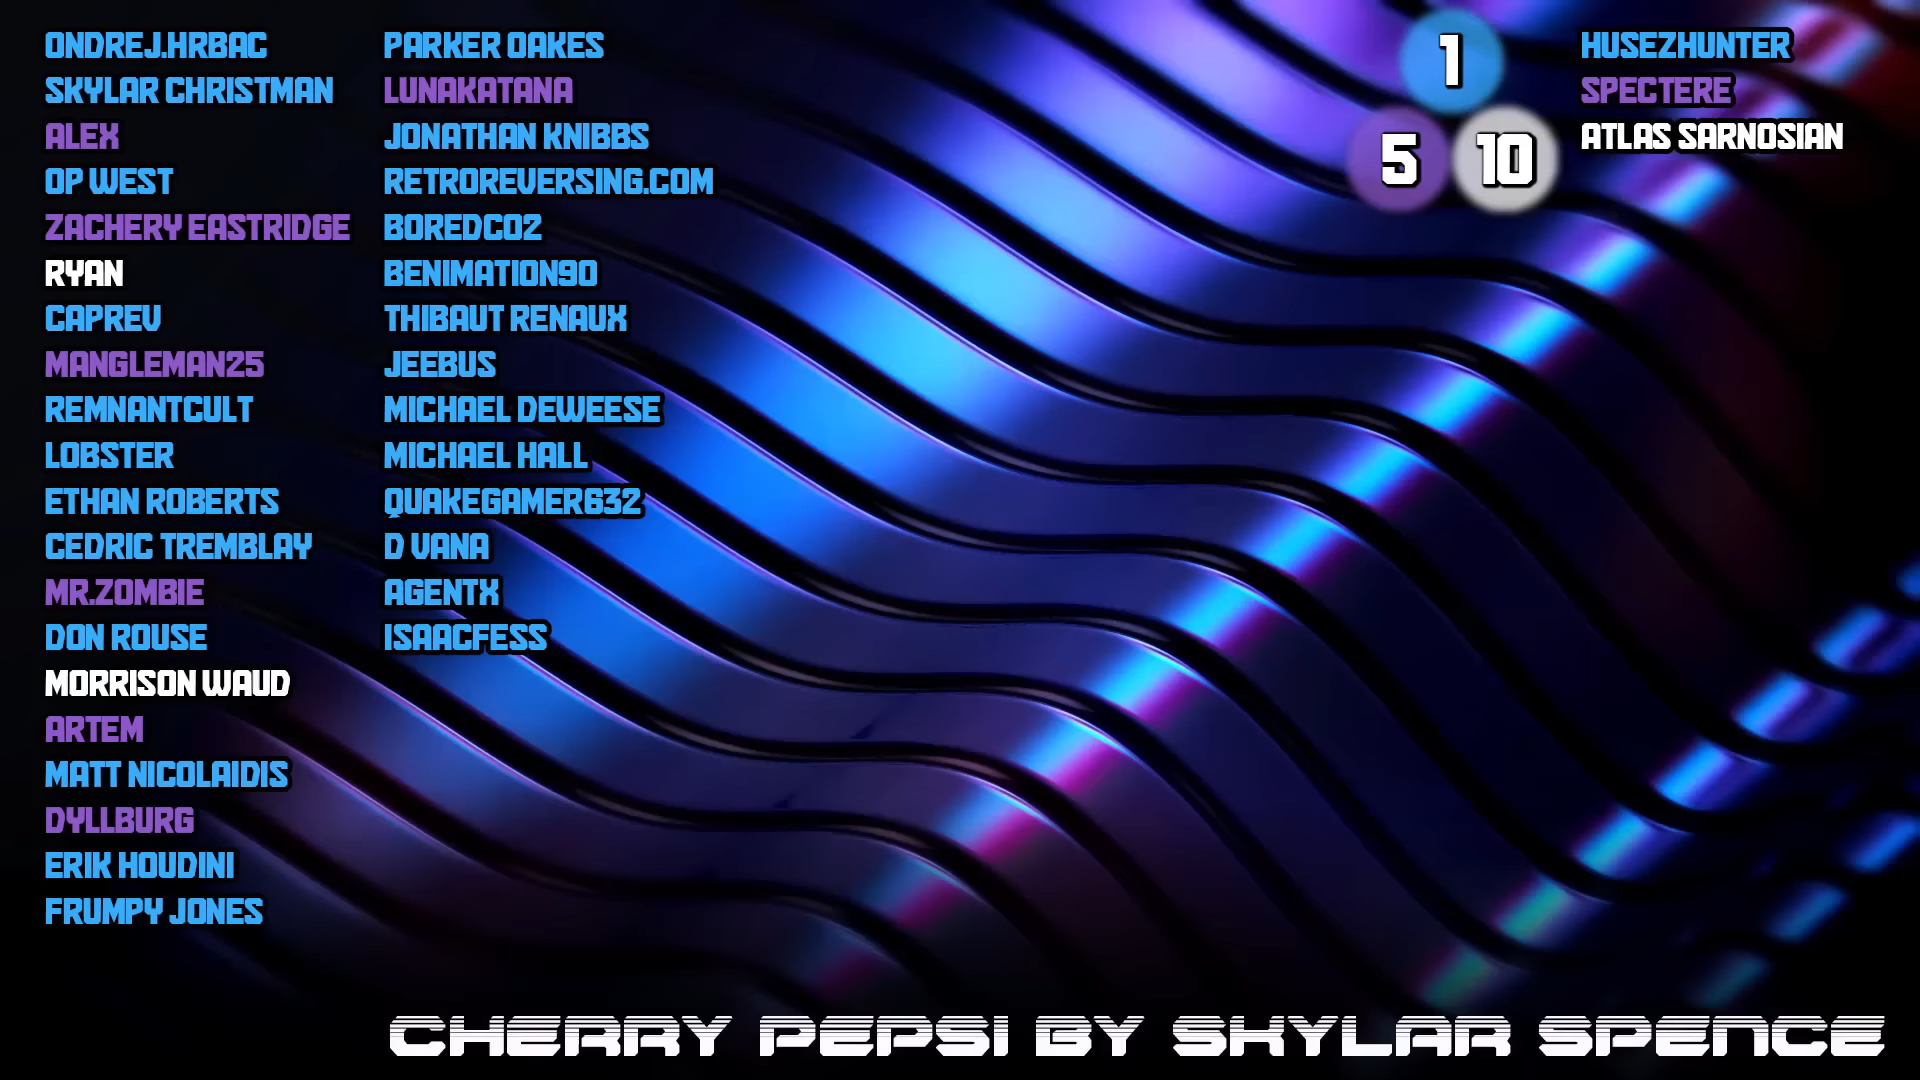 ONDREJ.HRBAC
SKYLAR CHRISTMAN
ALEX
OP WEST
ZACHERY EASTRIDGE
RYAN
CAPREV
MANGLEMAN25
REMNANTCULT
LOBSTER
ETHAN ROBERTS
CEDRIC TREMBLAY
MR.ZOMBIE
DON ROUSE
MORRISON WAUD
ARTEM
MATT NICOLAIDIS
DYLLBURG
ERIK HOUDINI
FRUMPY JONES
PARKER OAKES
LUNAKATANA
JONATHAN KNIBBS
RETROREVERSING.COM
BOREDCO2
BENIMATION90
THIBAUT RENAUX
JEEBUS
MICHAEL DEWEESE
MICHAEL HALL
QUAKEGAMER632
D VANA
AGENTX
ISAACFESS
1
5 10
HUSEZHUNTER
SPECTERE
ATLAS SARNOSIAN
CHERRY PEPSI BY SKYLAR SPENCE